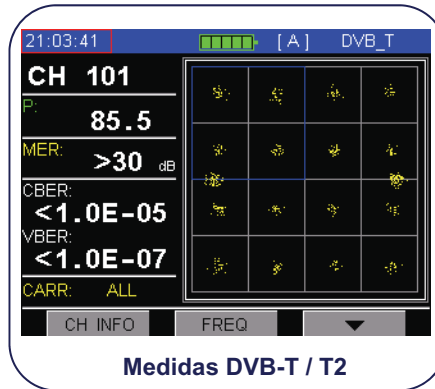 21:03:41 [ A ] DVB_T
CH 101
P:
85.5
MER:
>30 dB
CBER:
<1.0E-05
VBER:
<1.0E-07
CARR: ALL
CH INFO FREQ
Medidas DVB-T / T2